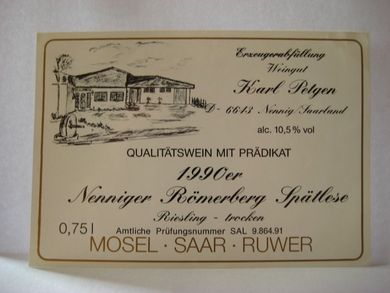 Erzeugerabfüllung
Weingut
Karl Petgen
D - 6643 Nennig/Saarland
alc. 10,5 % vol
QUALITÄTSWEIN MIT PRÄDIKAT
1990er
Nenniger Römerberg Spätlese
Riesling - trocken
0,75 l Amtliche Prüfungsnummer SAL 9.864.91
MOSEL · SAAR · RUWER